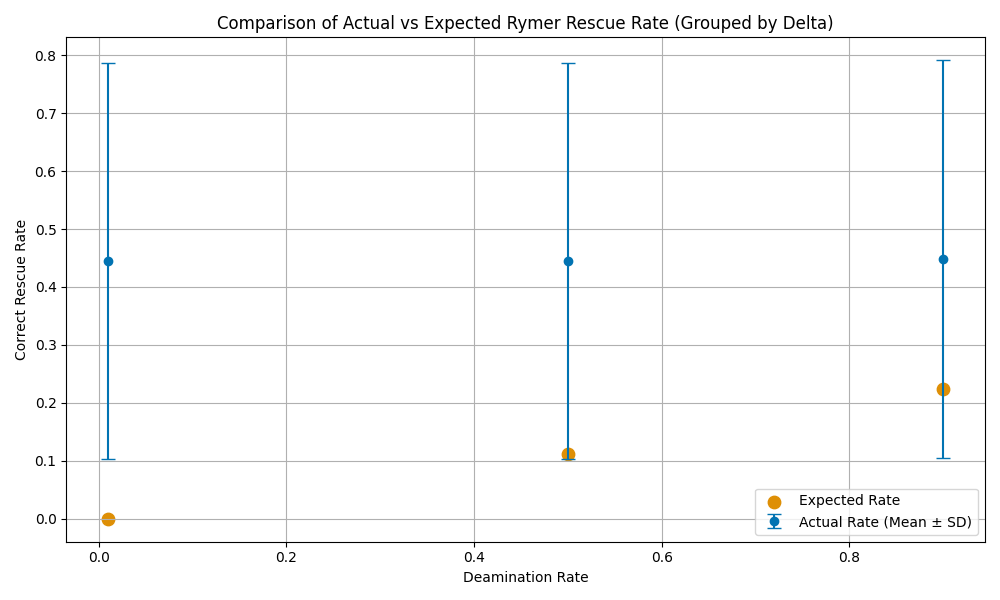 Comparison of Actual vs Expected Rymer Rescue Rate (Grouped by Delta)
Correct Rescue Rate
0.8
0.7
0.6
0.5
0.4
0.3
0.2
0.1
0.0
0.0 0.2 0.4 0.6 0.8
Deamination Rate
Expected Rate
Actual Rate (Mean ± SD)